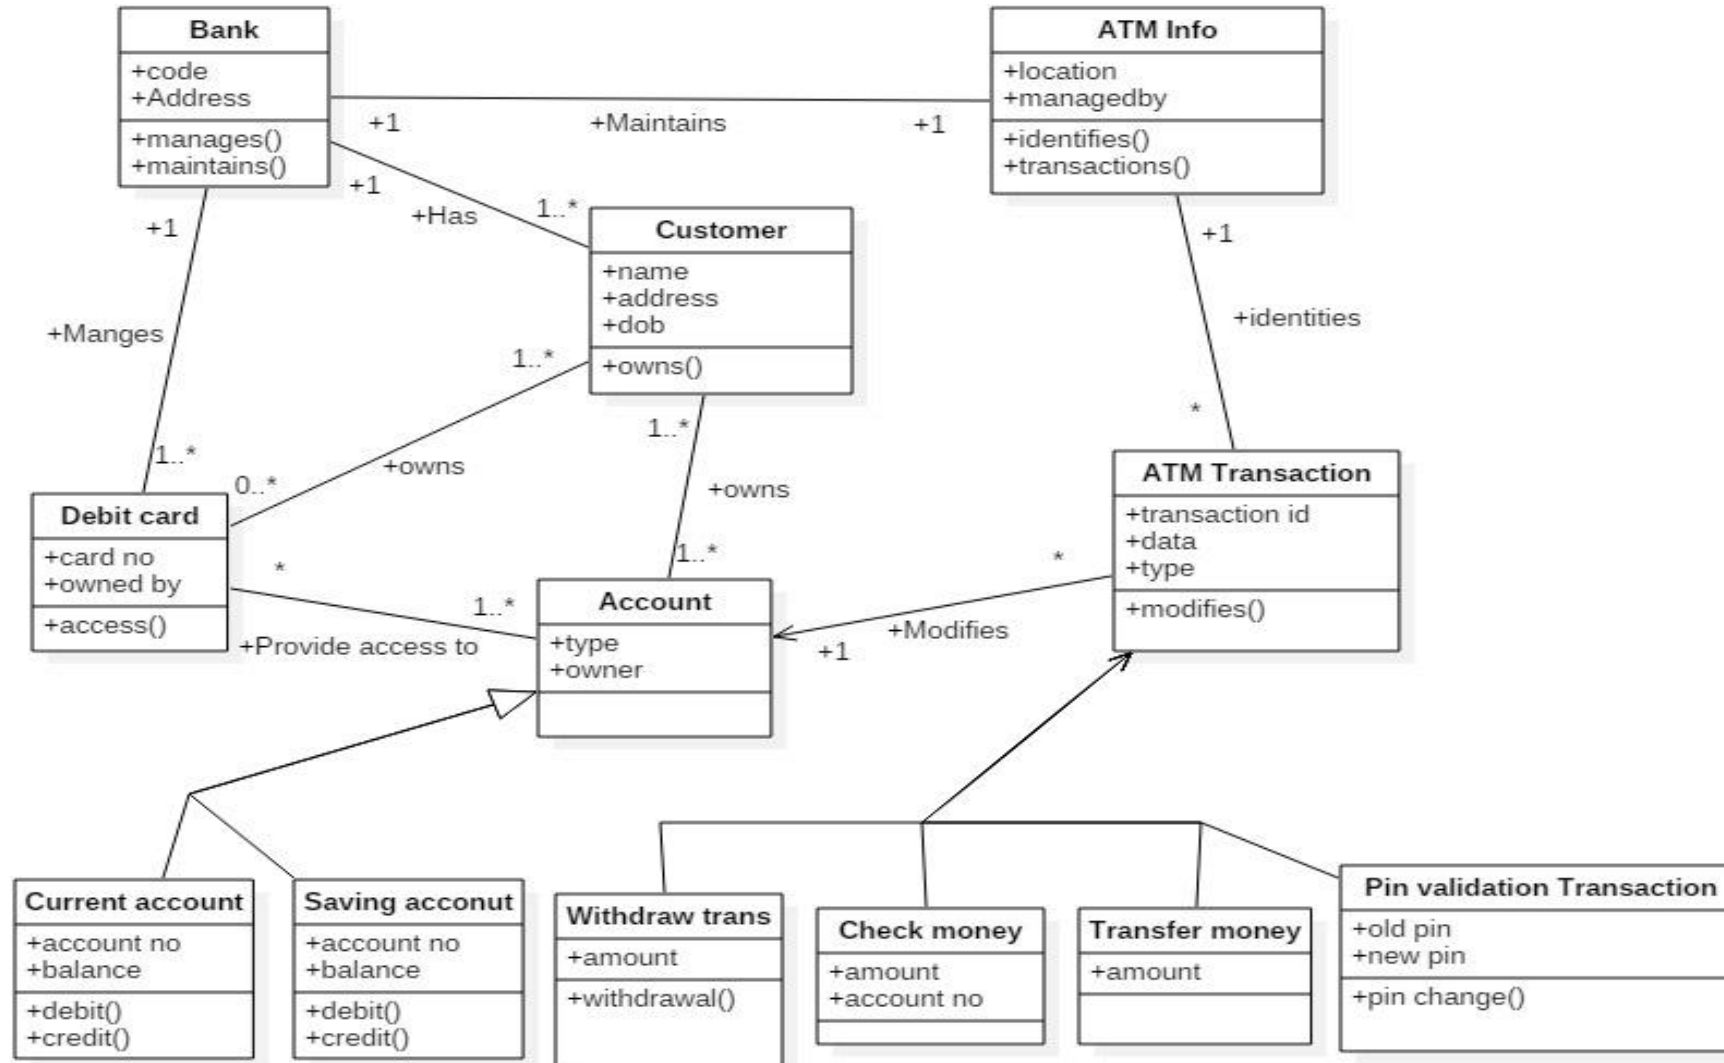 Bank
+code
+Address
+manages()
+maintains()
ATM Info
+location
+managedby
+identifies()
+transactions()
+1
+Maintains
+1
+1
+Has
1..*
+1
+Manges
1..*
Customer
+name
+address
+dob
+owns()
+1
+identities
*
1..*
+owns
0..*
1..*
+owns
1..*
Debit card
+card no
+owned by
+access()
*
1..*
+Provide access to
Account
+type
+owner
*
+Modifies
+1
ATM Transaction
+transaction id
+data
+type
+modifies()
Current account
+account no
+balance
+debit()
+credit()
Saving acconut
+account no
+balance
+debit()
+credit()
Withdraw trans
+amount
+withdrawal()
Check money
+amount
+account no
Transfer money
+amount
Pin validation Transaction
+old pin
+new pin
+pin change()